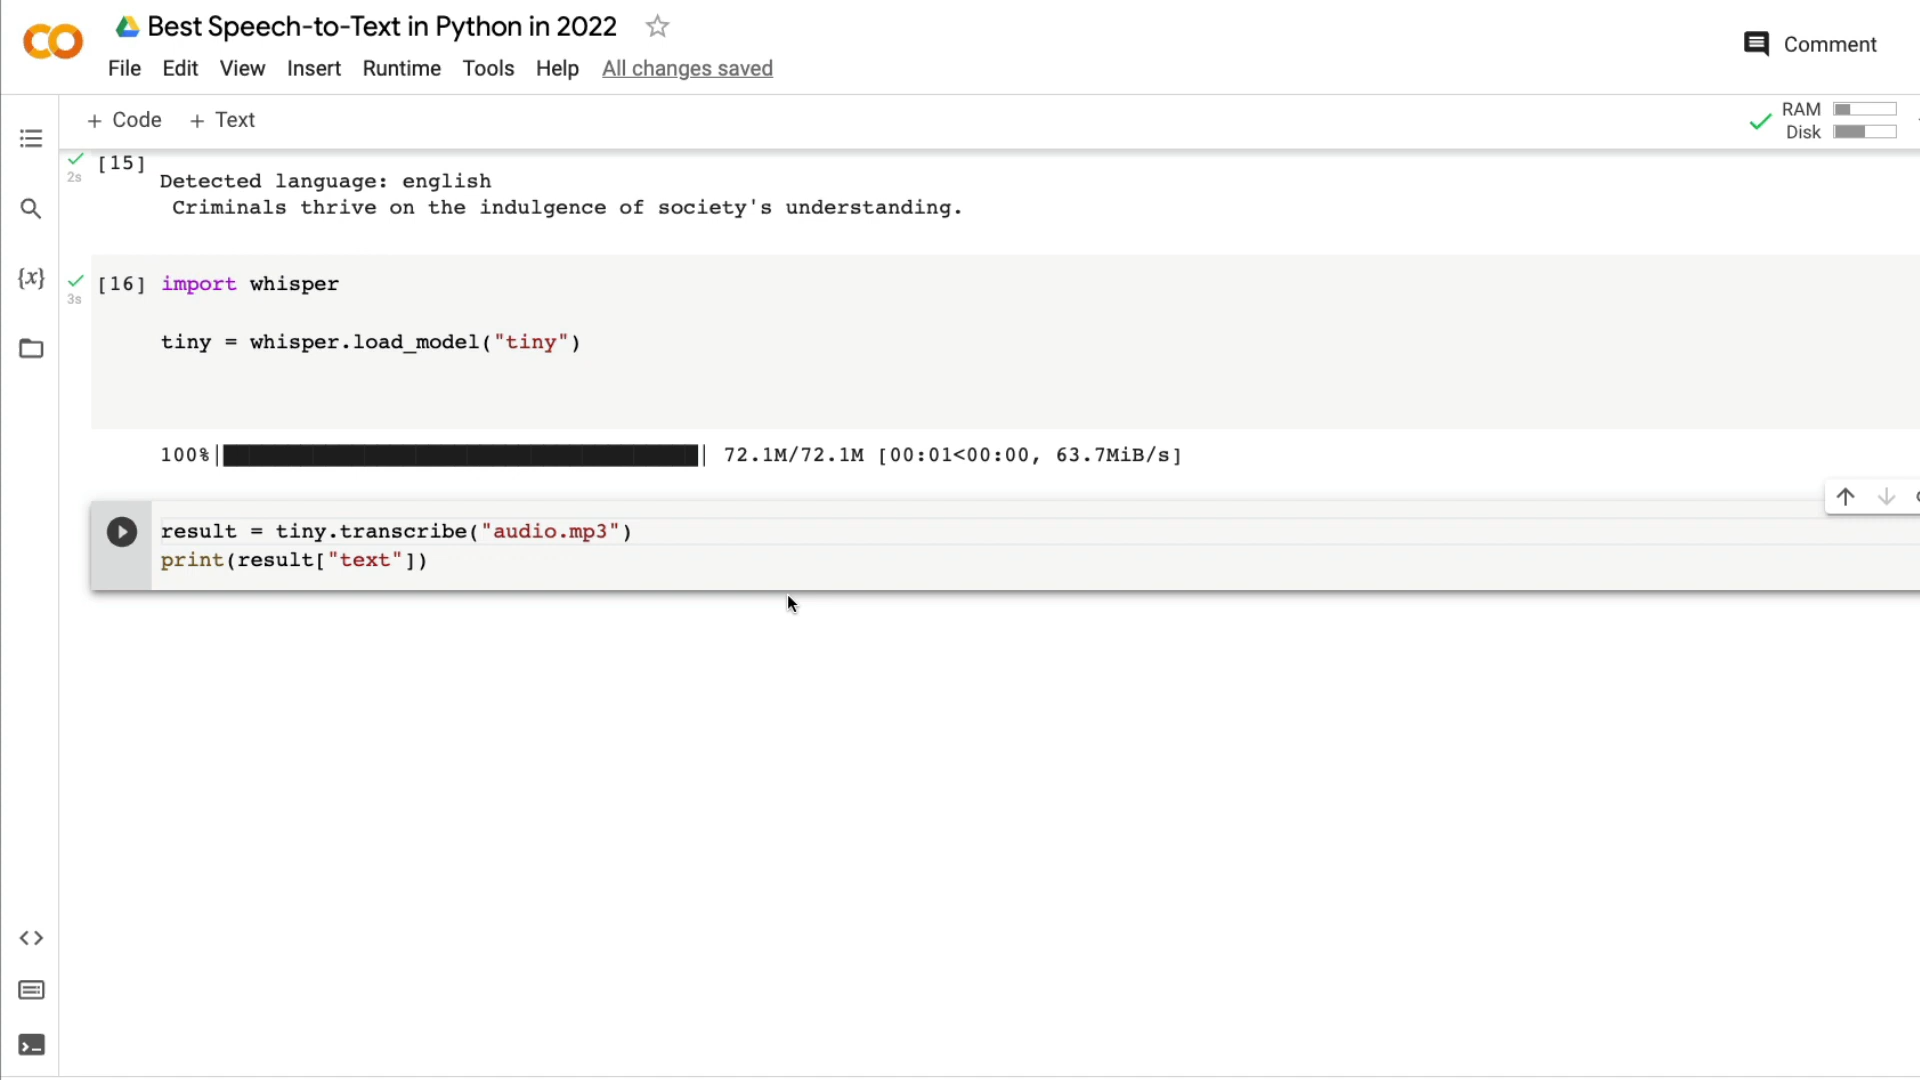 Best Speech-to-Text in Python in 2022
Comment
File Edit View Insert Runtime Tools Help All changes saved
+ Code + Text
RAM
Disk
2s
[15]
Detected language: english
Criminals thrive on the indulgence of society's understanding.
{x}
3s
[16] import whisper
tiny = whisper.load_model("tiny")
100%| | 72.1M/72.1M [00:01<00:00, 63.7MiB/s]
result = tiny.transcribe("audio.mp3")
print(result["text"])